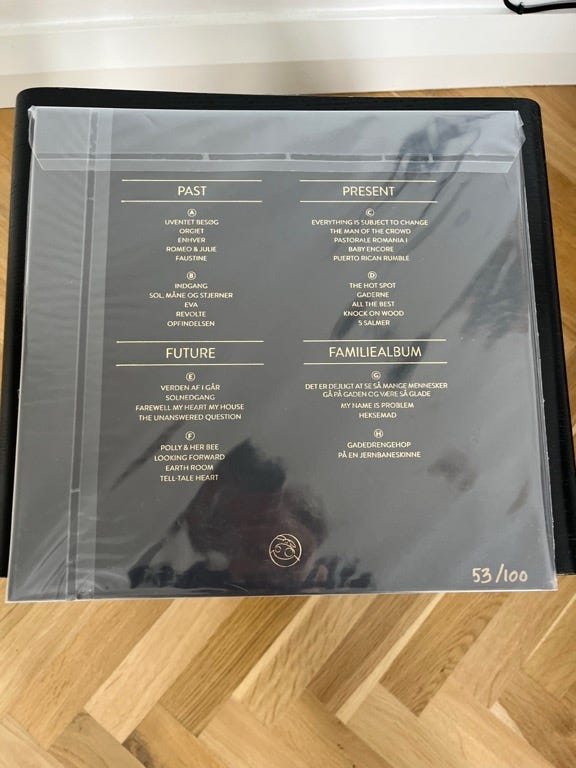 PAST
A
UVENTET BESØG
ORGIET
ENHVER
ROMEO & JULIE
FAUSTINE
B
INDGANG
SOL, MÅNE OG STJERNER
EVA
REVOLTE
OPFINDELSEN
PRESENT
C
EVERYTHING IS SUBJECT TO CHANGE
THE MAN OF THE CROWD
PASTORALE ROMANIA I
BABY ENCORE
PUERTO RICAN RUMBLE
D
THE HOT SPOT
GADERNE
ALL THE BEST
KNOCK ON WOOD
5 SALMER
FUTURE
E
VERDEN AF I GÅR
SOLNEDGANG
FAREWELL MY HEART MY HOUSE
THE UNANSWERED QUESTION
F
POLLY & HER BEE
LOOKING FORWARD
EARTH ROOM
TELL-TALE HEART
FAMILIEALBUM
G
DET ER DEJLIGT AT SE SÅ MANGE MENNESKER
GÅ PÅ GADEN OG VÆRE SÅ GLADE
MY NAME IS PROBLEM
HEKSEMAD
H
GADEDRENGEHOP
PÅ EN JERNBANESKINNE
53/100